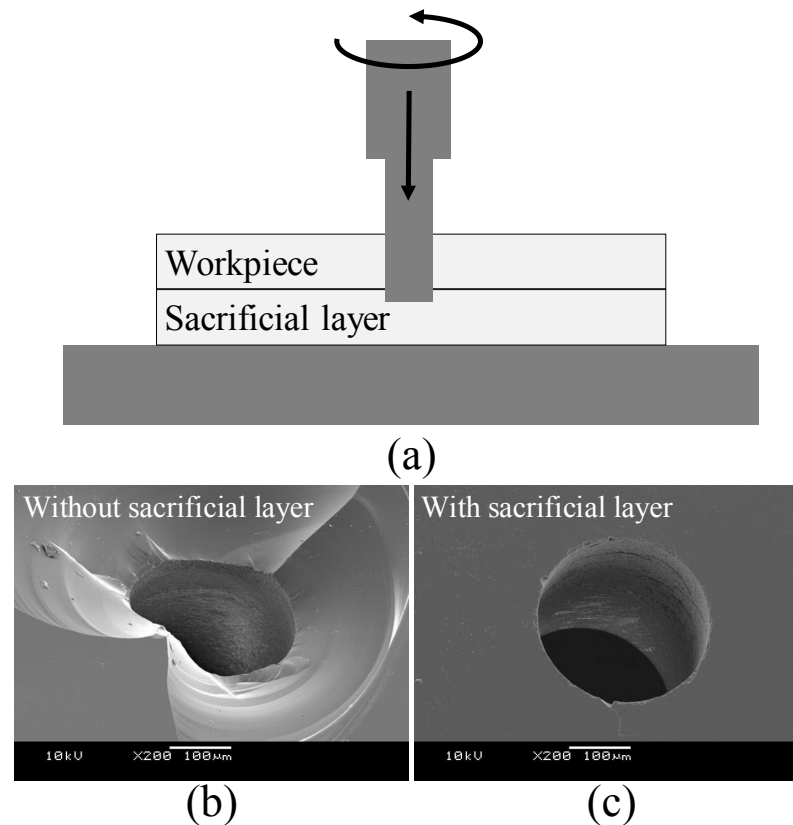 Workpiece
Sacrificial layer
(a)
Without sacrificial layer
With sacrificial layer
10kV X200 100μm
10kV X200 100μm
(b)
(c)